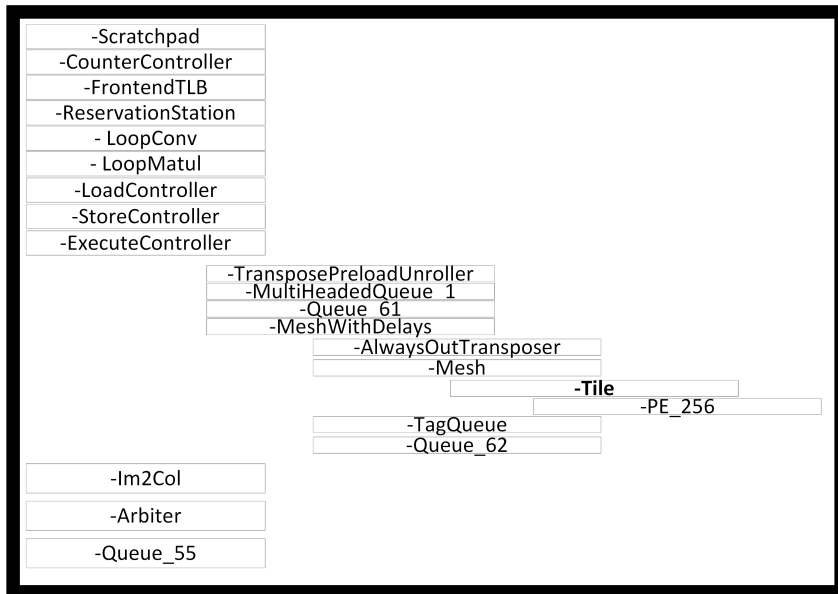 -Scratchpad
-CounterController
-FrontendTLB
-ReservationStation
- LoopConv
- LoopMatul
-LoadController
-StoreController
-ExecuteController
-TransposePreloadUnroller
-MultiHeadedQueue_1
-Queue_61
-MeshWithDelays
-AlwaysOutTransposer
-Mesh
-Tile
-PE_256
-TagQueue
-Queue_62
-Im2Col
-Arbiter
-Queue_55